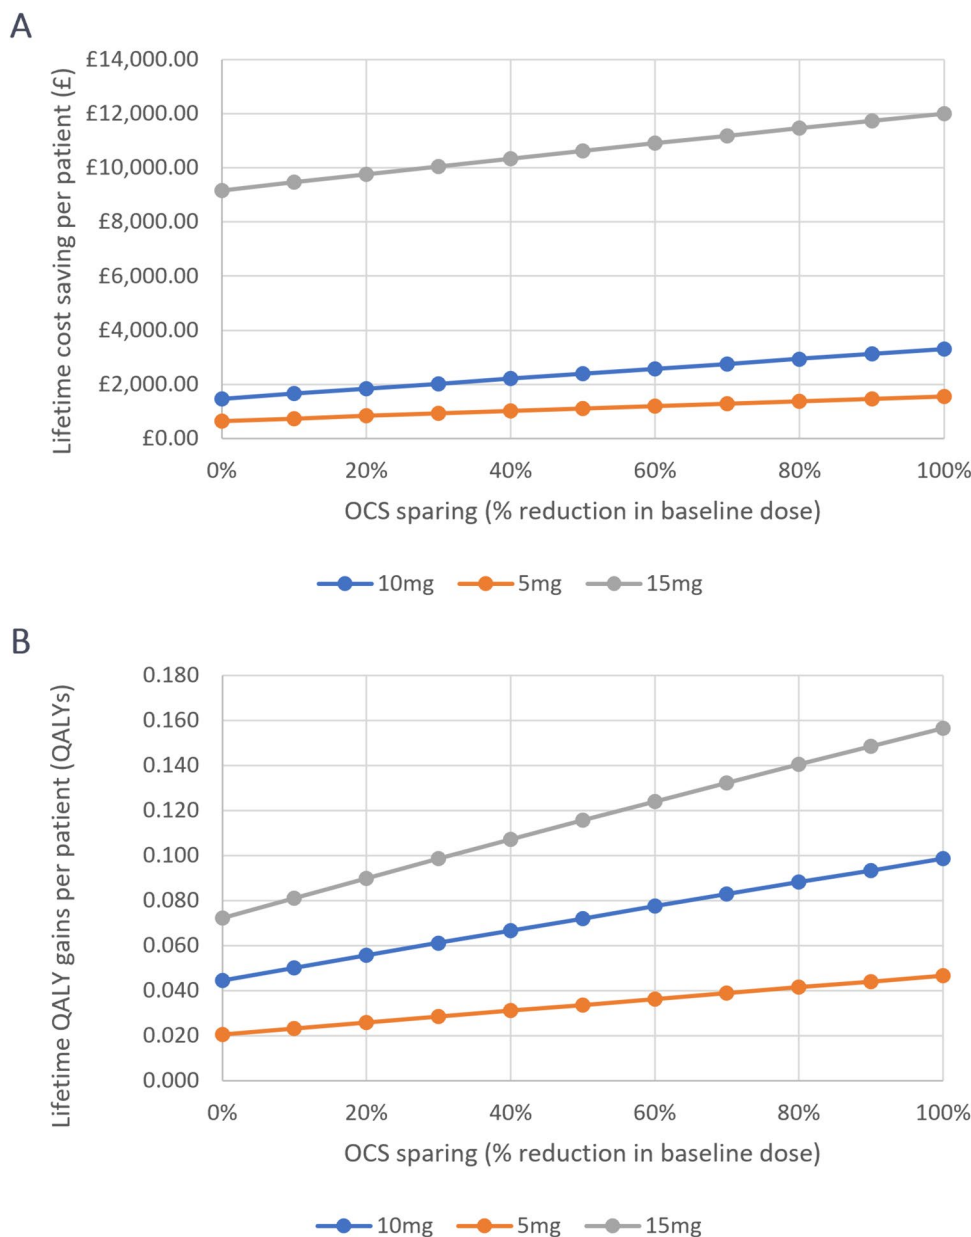 A
Lifetime cost saving per patient (£)
£14,000.00
£12,000.00
£10,000.00
£8,000.00
£6,000.00
£4,000.00
£2,000.00
£0.00
0% 20% 40% 60% 80% 100%
OCS sparing (% reduction in baseline dose)
10mg 5mg 15mg
B
Lifetime QALY gains per patient (QALYs)
0.180
0.160
0.140
0.120
0.100
0.080
0.060
0.040
0.020
0.000
0% 20% 40% 60% 80% 100%
OCS sparing (% reduction in baseline dose)
10mg 5mg 15mg